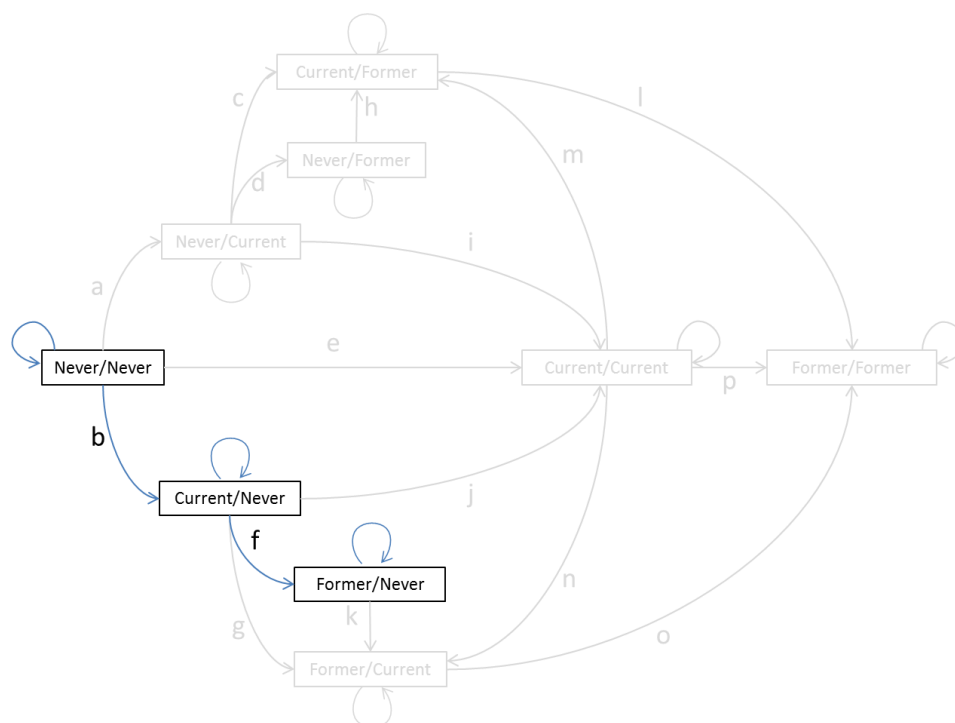 Current/Former
c
l
h
m
Never/Former
d
Never/Current
i
a
e
Never/Never
Current/Current
Former/Former
p
b
Current/Never
j
f
Former/Never
n
k
g
o
Former/Current